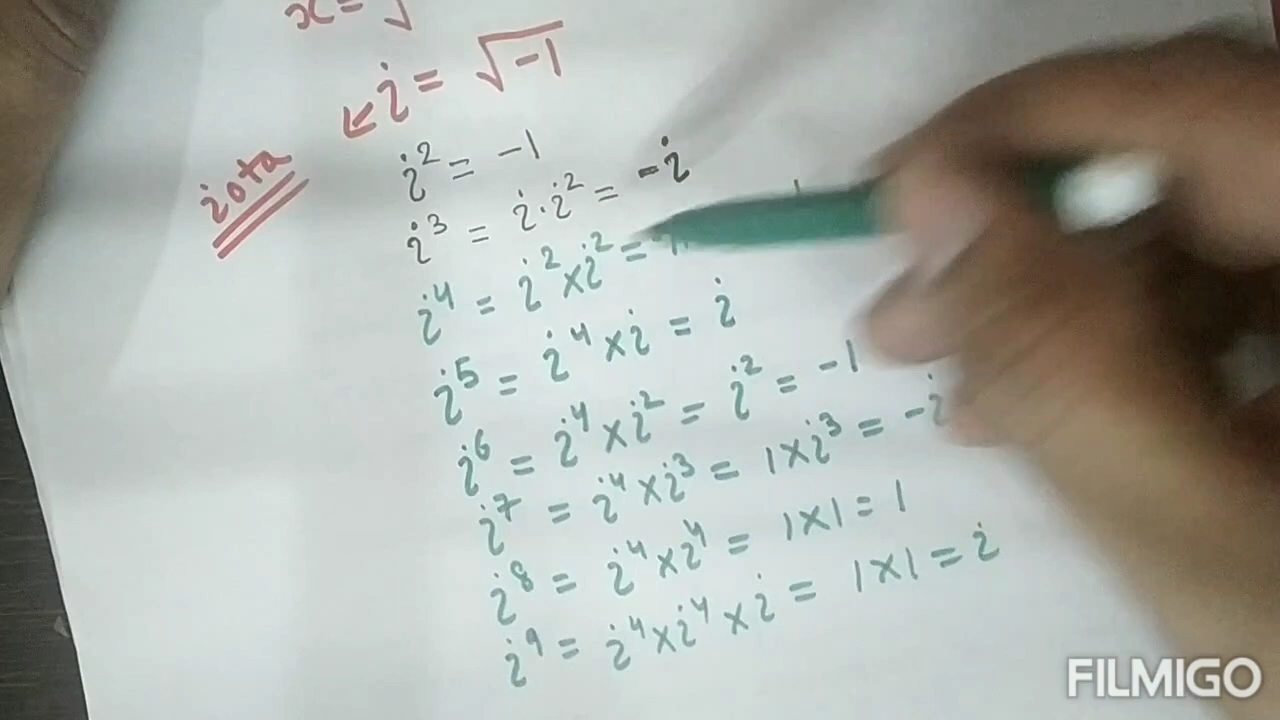 x = √
i = √-1
iota
i² = -1
i³ = i · i² = -i
i⁴ = i² × i² =
i⁵ = i⁴ × i = i
i⁶ = i⁴ × i² = i² = -1
i⁷ = i⁴ × i³ = 1 × i³ = -i
i⁸ = i⁴ × i⁴ = 1 × 1 = 1
i⁹ = i⁴ × i⁴ × i = 1 × 1 = i
FILMIGO